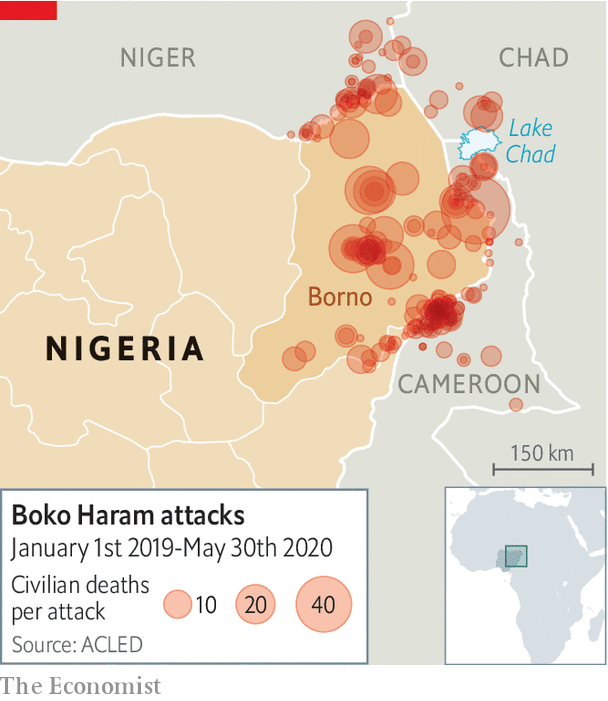 NIGER
CHAD
Lake
Chad
Borno
NIGERIA
CAMEROON
150 km
Boko Haram attacks
January 1st 2019-May 30th 2020
Civilian deaths
per attack
10
20
40
Source: ACLED
The Economist